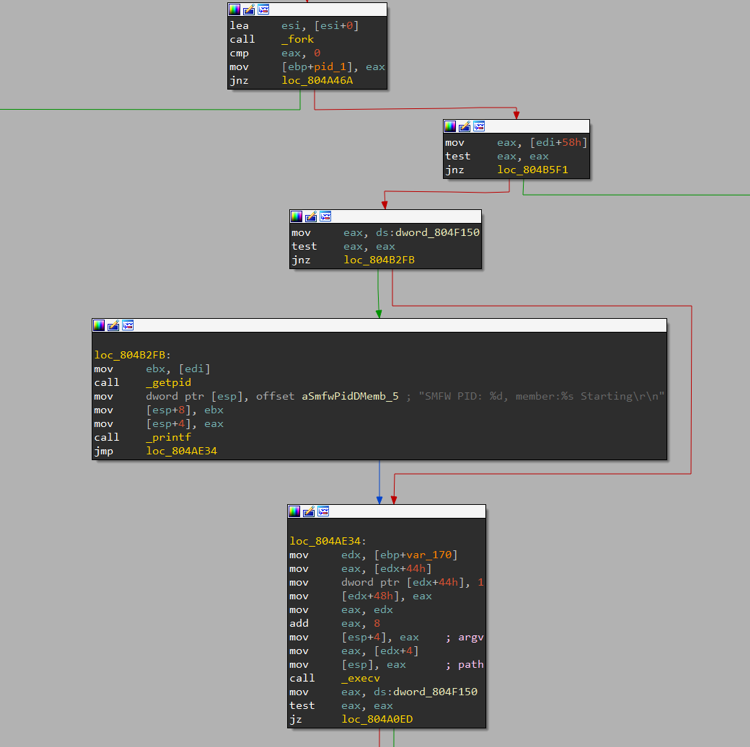 lea     esi, [esi+0]
call    _fork
cmp     eax, 0
mov     [ebp+pid_1], eax
jnz     loc_804A46A
mov     eax, [edi+58h]
test    eax, eax
jnz     loc_804B5F1
mov     eax, ds:dword_804F150
test    eax, eax
jnz     loc_804B2FB
loc_804B2FB:
mov     ebx, [edi]
call    _getpid
mov     dword ptr [esp], offset aSmfwPidDMemb_5 ; "SMFW PID: %d, member:%s Starting\r\n"
mov     [esp+8], ebx
mov     [esp+4], eax
call    _printf
jmp     loc_804AE34
loc_804AE34:
mov     edx, [ebp+var_170]
mov     eax, [edx+44h]
mov     dword ptr [edx+44h], 1
mov     [edx+48h], eax
mov     eax, edx
add     eax, 8
mov     [esp+4], eax    ; argv
mov     eax, [edx+4]
mov     [esp], eax      ; path
call    _execv
mov     eax, ds:dword_804F150
test    eax, eax
jz      loc_804A0ED